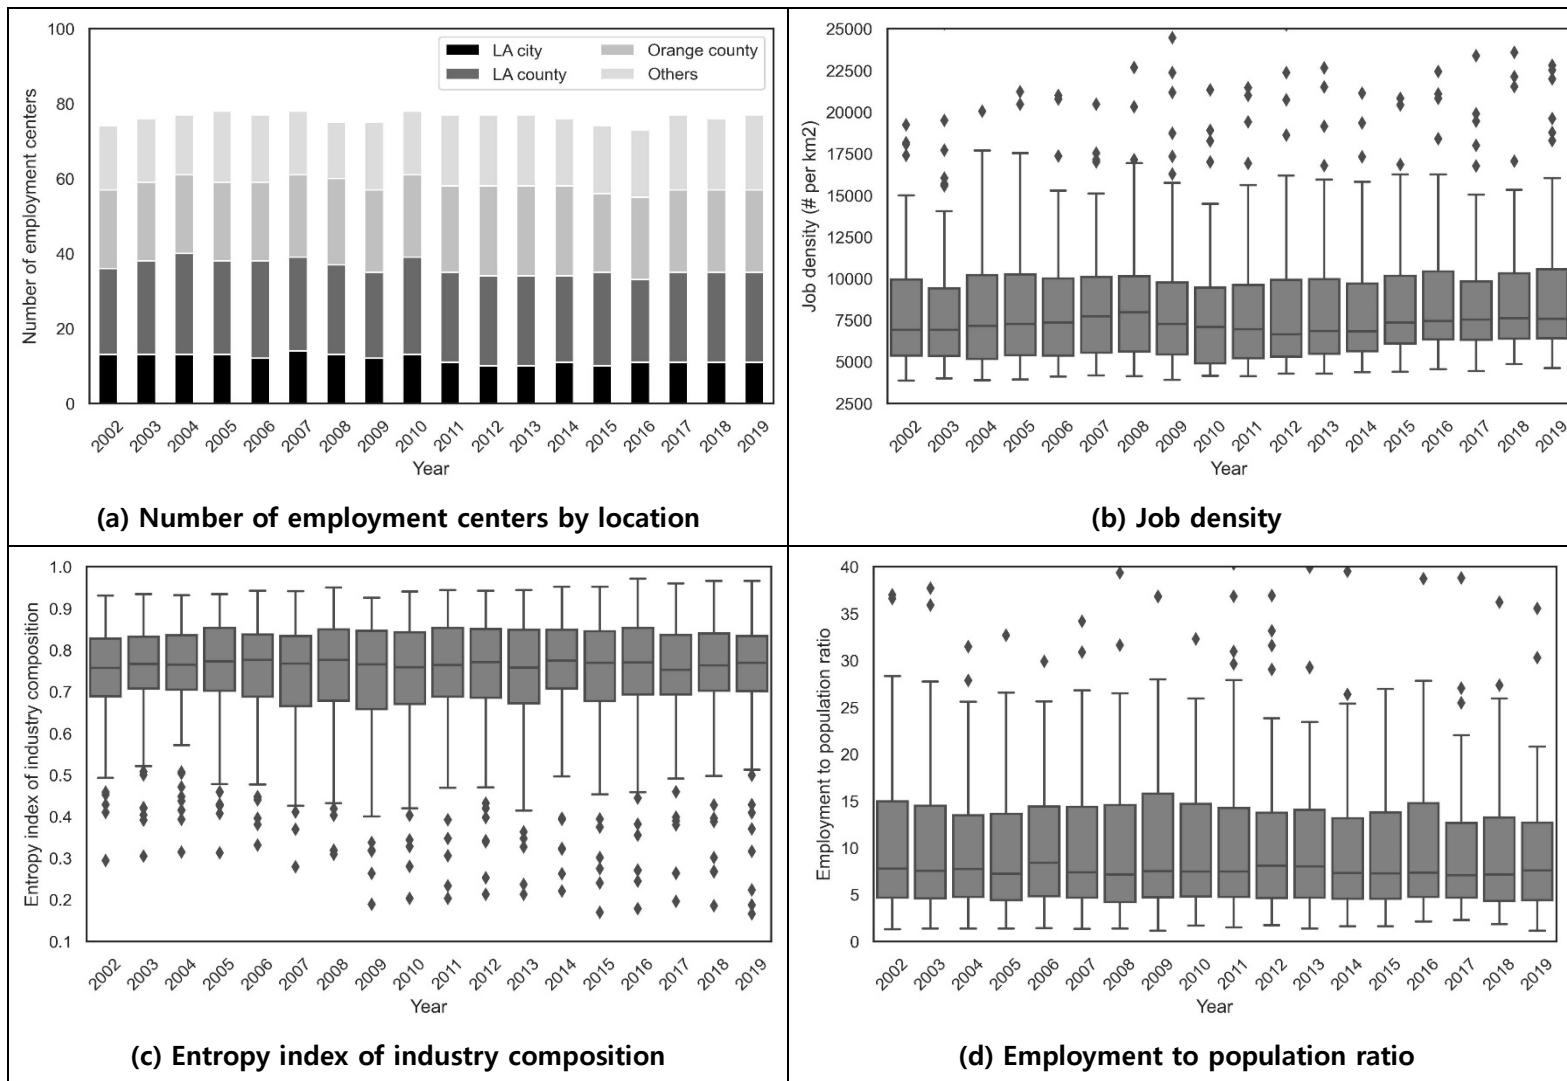 Number of employment centers
100
80
60
40
20
0
LA city
LA county
Orange county
Others
2002 2003 2004 2005 2006 2007 2008 2009 2010 2011 2012 2013 2014 2015 2016 2017 2018 2019
Year
(a) Number of employment centers by location
Job density (# per km2)
25000
22500
20000
17500
15000
12500
10000
7500
5000
2500
2002 2003 2004 2005 2006 2007 2008 2009 2010 2011 2012 2013 2014 2015 2016 2017 2018 2019
Year
(b) Job density
Entropy index of industry composition
1.0
0.9
0.8
0.7
0.6
0.5
0.4
0.3
0.2
0.1
2002 2003 2004 2005 2006 2007 2008 2009 2010 2011 2012 2013 2014 2015 2016 2017 2018 2019
Year
(c) Entropy index of industry composition
Employment to population ratio
40
35
30
25
20
15
10
5
0
2002 2003 2004 2005 2006 2007 2008 2009 2010 2011 2012 2013 2014 2015 2016 2017 2018 2019
Year
(d) Employment to population ratio